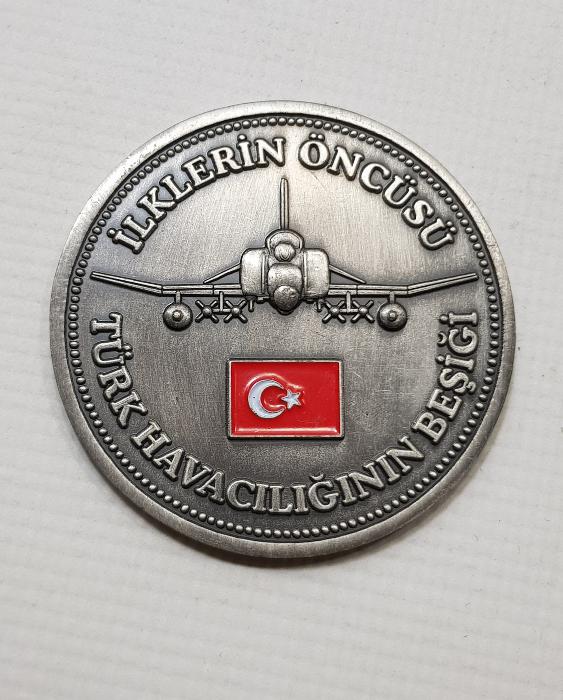 İLKLERİN ÖNCÜSÜ
TÜRK HAVACILIĞININ BEŞİĞİ